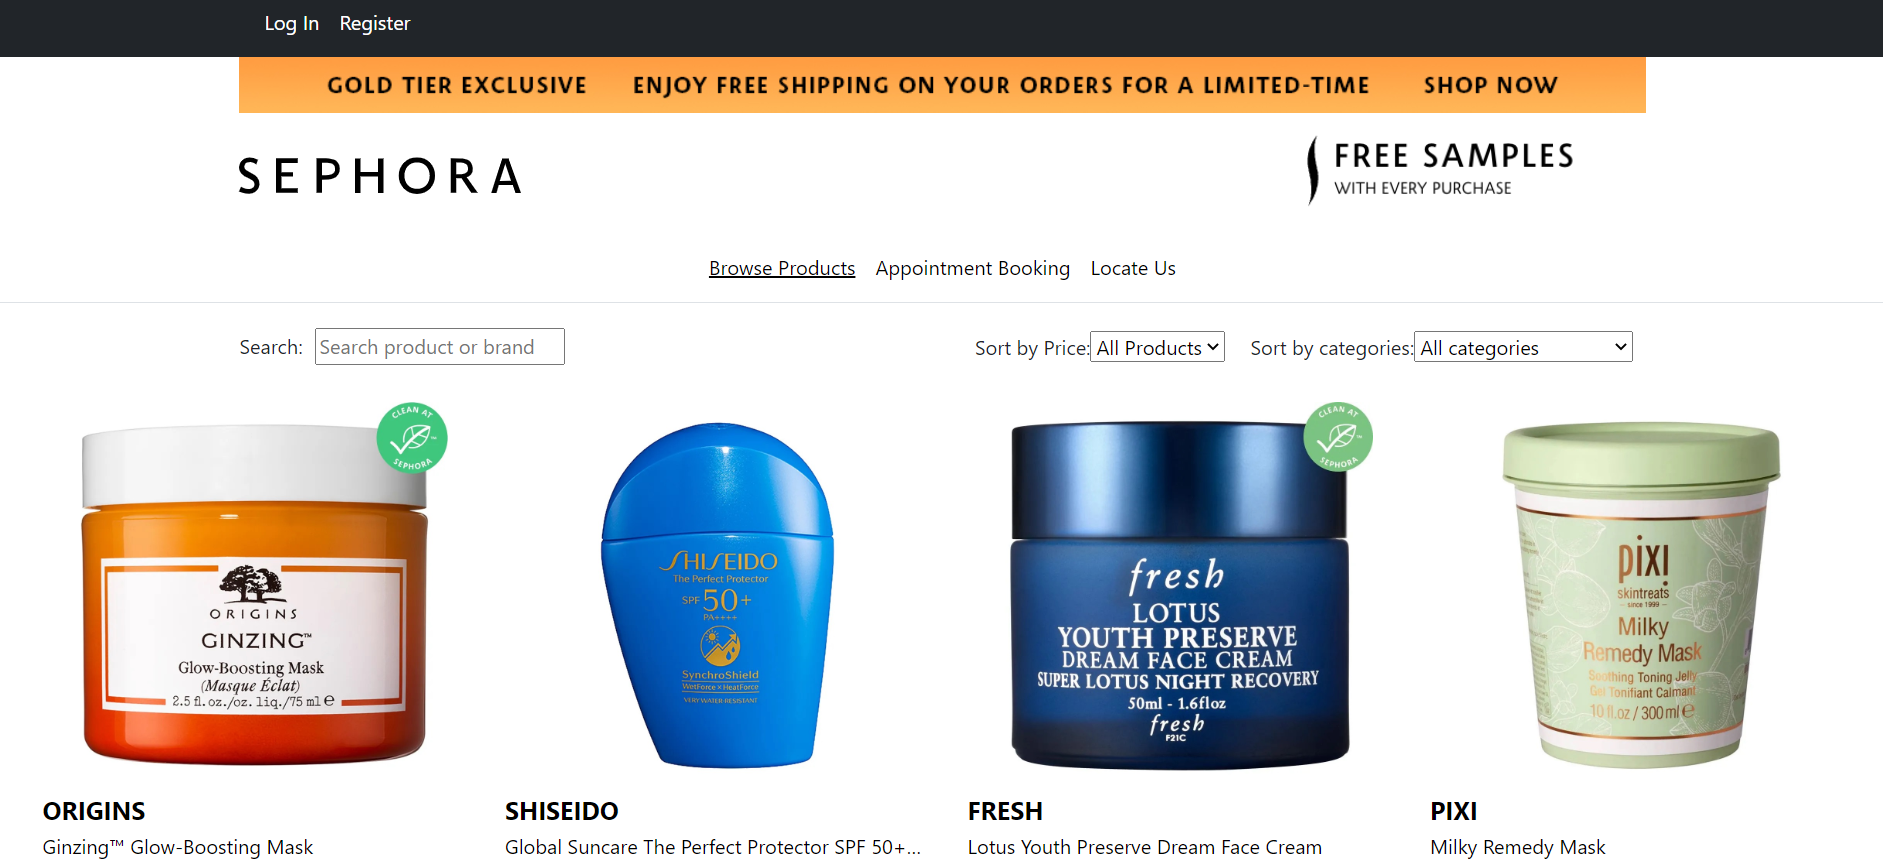 Log In Register
GOLD TIER EXCLUSIVE ENJOY FREE SHIPPING ON YOUR ORDERS FOR A LIMITED-TIME SHOP NOW
SEPHORA
FREE SAMPLES
WITH EVERY PURCHASE
Browse Products Appointment Booking Locate Us
Search: Search product or brand Sort by Price: All Products Sort by categories: All categories
CLEAN AT
SEPHORA
ORIGINS
GINZING™
Glow-Boosting Mask
(Masque Éclat)
2.5 fl. oz./oz. liq./75 ml ℮
SHISEIDO
The Perfect Protector
SPF 50+
PA++++
SynchroShield
WetForce × HeatForce
VERY WATER-RESISTANT
CLEAN AT
SEPHORA
fresh
LOTUS
YOUTH PRESERVE
DREAM FACE CREAM
SUPER LOTUS NIGHT RECOVERY
50ml - 1.6floz
fresh
F21C
pixi
skintreats
- since 1999 -
Milky
Remedy Mask
Soothing Toning Jelly
Gel Tonifiant Calmant
10 fl.oz / 300 ml ℮
ORIGINS
Ginzing™ Glow-Boosting Mask
SHISEIDO
Global Suncare The Perfect Protector SPF 50+...
FRESH
Lotus Youth Preserve Dream Face Cream
PIXI
Milky Remedy Mask